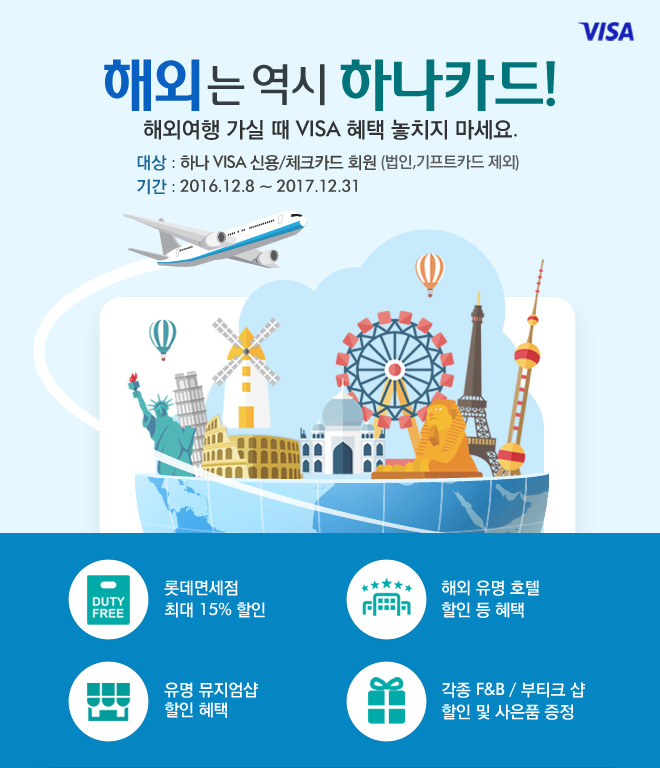 VISA
해외는 역시 하나카드!
해외여행 가실 때 VISA 혜택 놓치지 마세요.
대상 : 하나 VISA 신용/체크카드 회원 (법인,기프트카드 제외)
기간 : 2016.12.8 ~ 2017.12.31
DUTY
FREE
롯데면세점
최대 15% 할인
해외 유명 호텔
할인 등 혜택
유명 뮤지엄샵
할인 혜택
각종 F&B / 부티크 샵
할인 및 사은품 증정